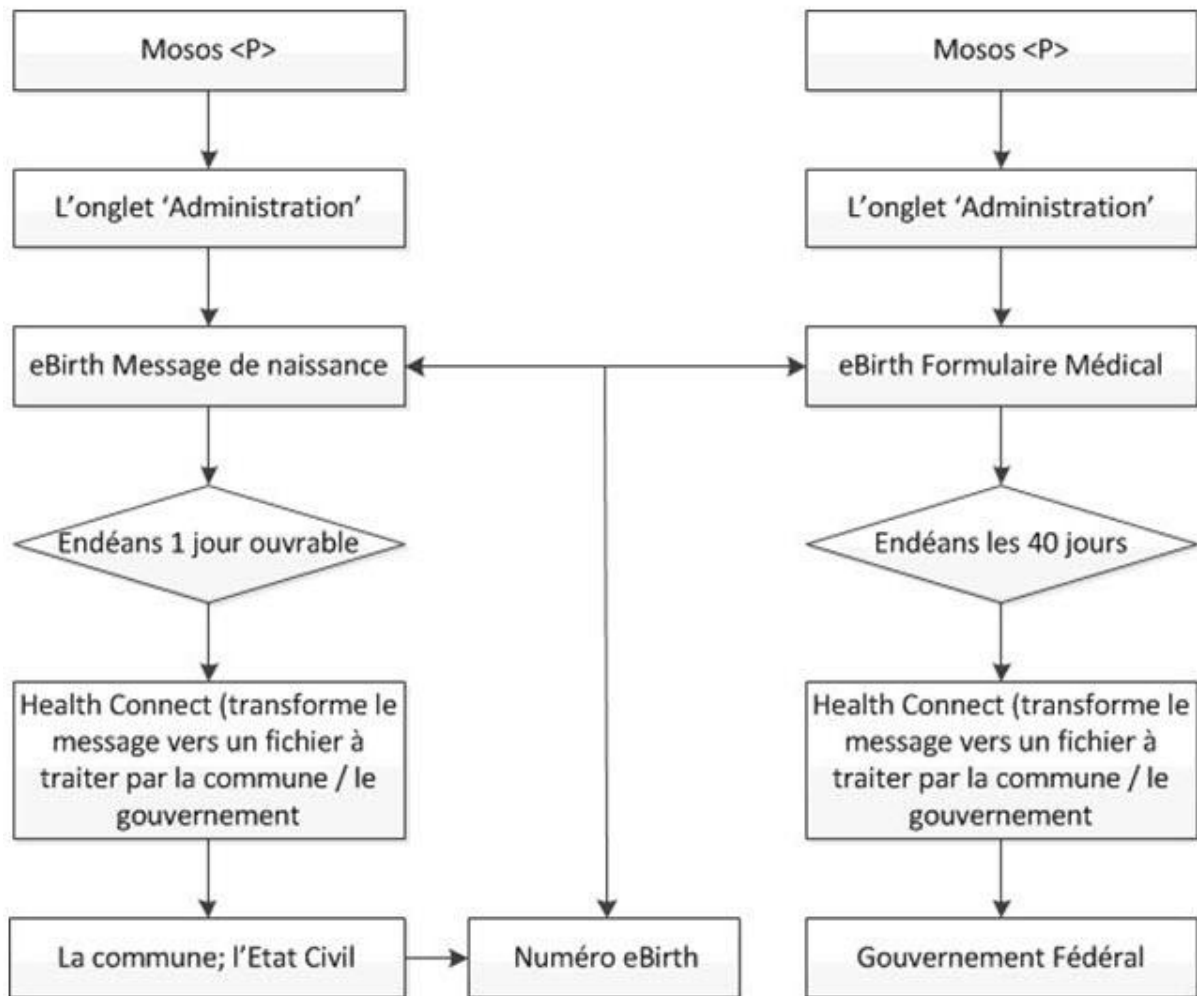 Mosos <P>
L'onglet ‘Administration’
eBirth Message de naissance
Endéans 1 jour ouvrable
Health Connect (transforme le
message vers un fichier à
traiter par la commune / le
gouvernement
La commune; l'Etat Civil
Numéro eBirth
Mosos <P>
L'onglet ‘Administration’
eBirth Formulaire Médical
Endéans les 40 jours
Health Connect (transforme le
message vers un fichier à
traiter par la commune / le
gouvernement
Gouvernement Fédéral